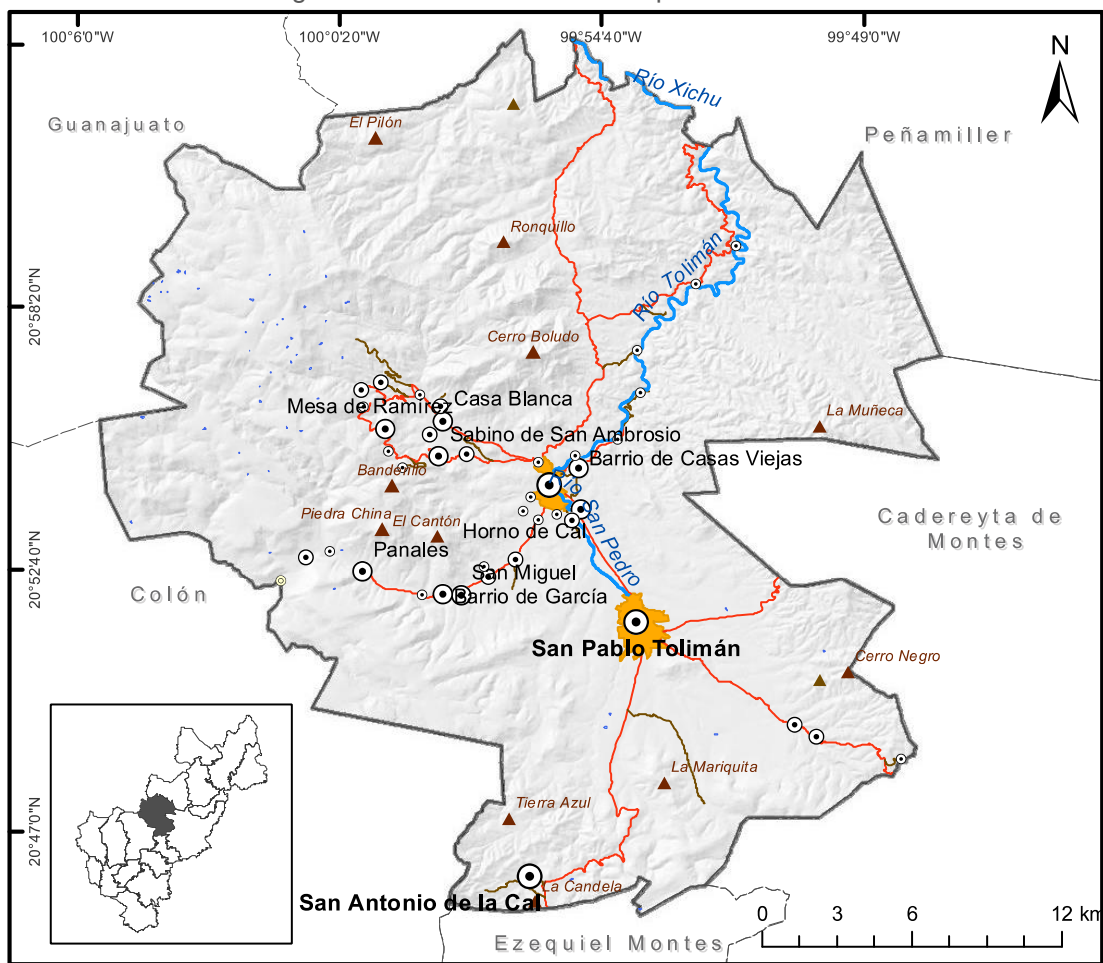 100°6'0"W
100°0'20"W
99°54'40"W
99°49'0"W
N
Río Xichu
Guanajuato
El Pilón
Peñamiller
Ronquillo
Río Tolimán
20°58'20"N
Cerro Boludo
Casa Blanca
Mesa de Ramírez
La Muñeca
Sabino de San Ambrosio
Barrio de Casas Viejas
Banderillo
Río San Pedro
Piedra China
El Cantón
Horno de Cal
Cadereyta de
Montes
Panales
20°52'40"N
San Miguel
Colón
Barrio de García
San Pablo Tolimán
Cerro Negro
La Mariquita
Tierra Azul
20°47'0"N
La Candela
San Antonio de la Cal
0 3 6 12 km
Ezequiel Montes